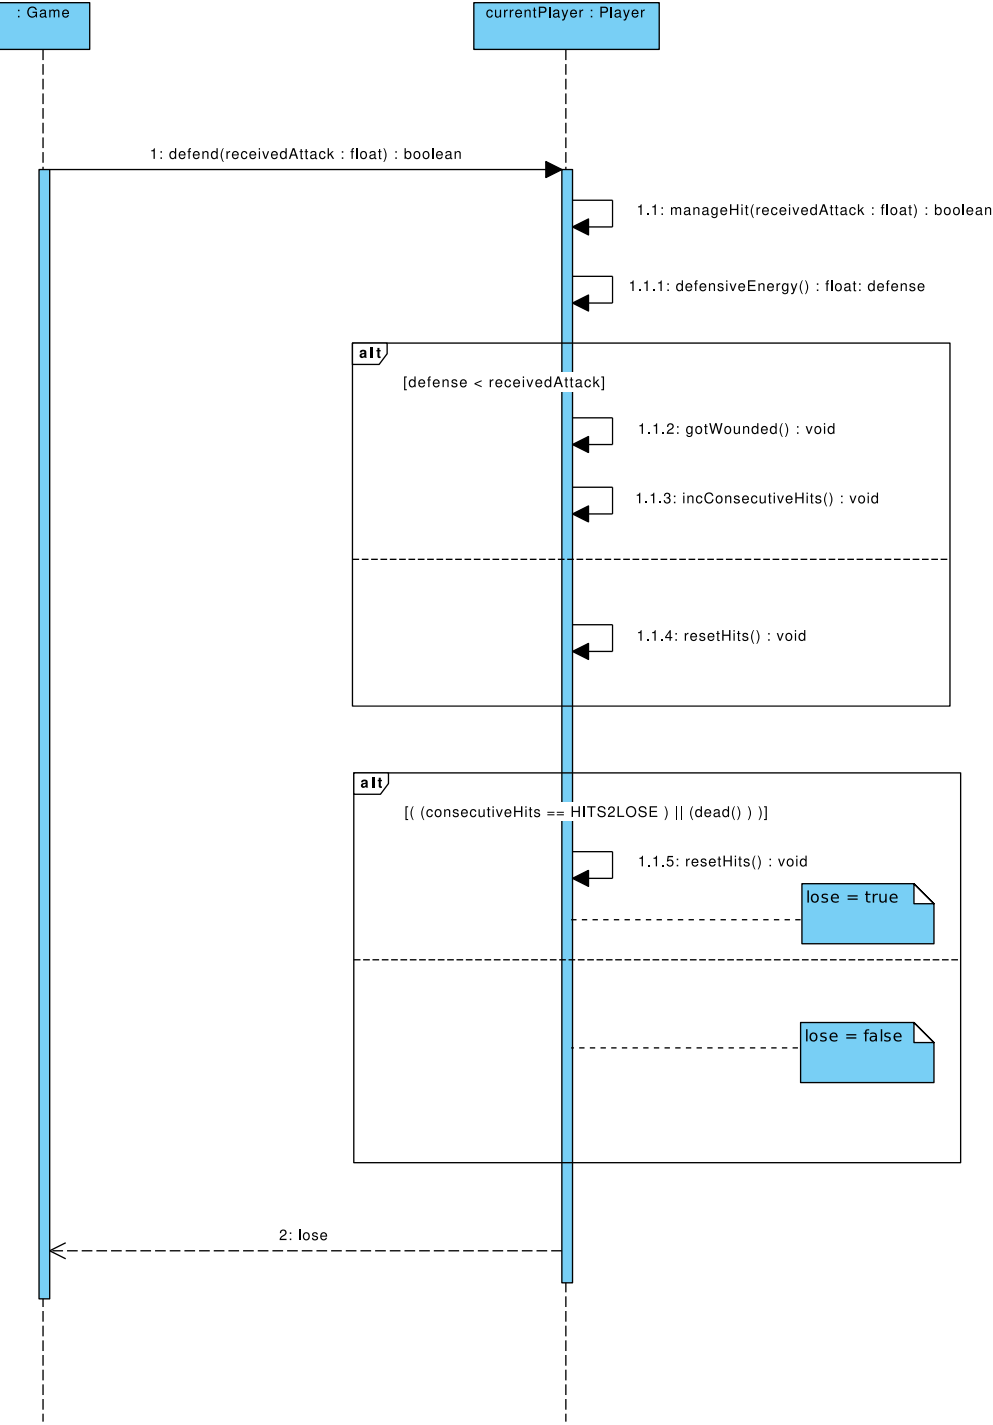 : Game
currentPlayer : Player
1: defend(receivedAttack : float) : boolean
1.1: manageHit(receivedAttack : float) : boolean
1.1.1: defensiveEnergy() : float: defense
alt
[defense < receivedAttack]
1.1.2: gotWounded() : void
1.1.3: incConsecutiveHits() : void
1.1.4: resetHits() : void
alt
[( (consecutiveHits == HITS2LOSE ) || (dead() ) )]
1.1.5: resetHits() : void
lose = true
lose = false
2: lose